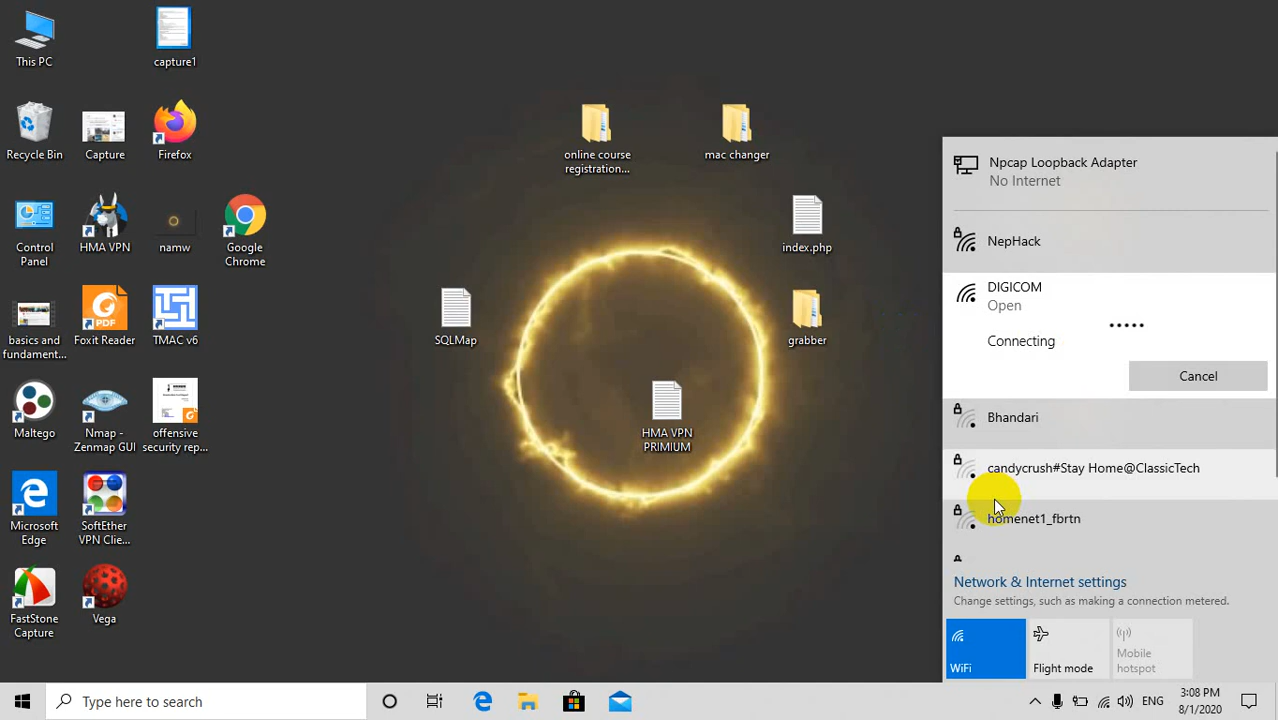 This PC
capture1
Recycle Bin
Capture
Firefox
online course
registration...
mac changer
Control
Panel
HMA VPN
namw
Google
Chrome
index.php
basics and
fundament...
Foxit Reader
TMAC v6
SQLMap
grabber
Maltego
Nmap -
Zenmap GUI
offensive
security rep...
HMA VPN
PRIMIUM
Microsoft
Edge
SoftEther
VPN Clie...
FastStone
Capture
Vega
Npcap Loopback Adapter
No Internet
NepHack
DIGICOM
Open
Connecting
Cancel
Bhandari
candycrush#Stay Home@ClassicTech
homenet1_fbrtn
Network & Internet settings
Change settings, such as making a connection metered.
WiFi
Flight mode
Mobile
hotspot
Type here to search
ENG
3:08 PM
8/1/2020